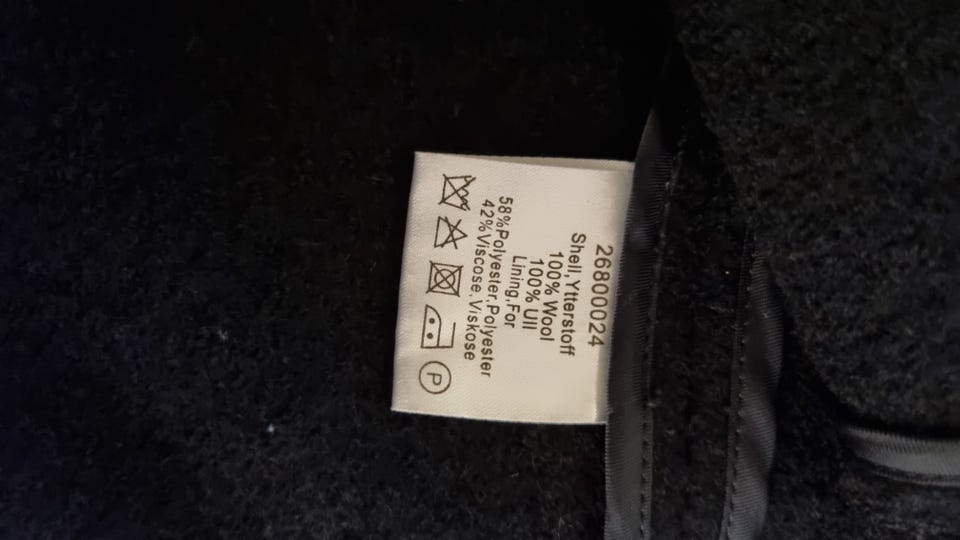 26800024
Shell,Ytterstoff
100% Wool
100% Ull
Lining,For
58%Polyester,Polyester
42%Viscose,Viskose
P